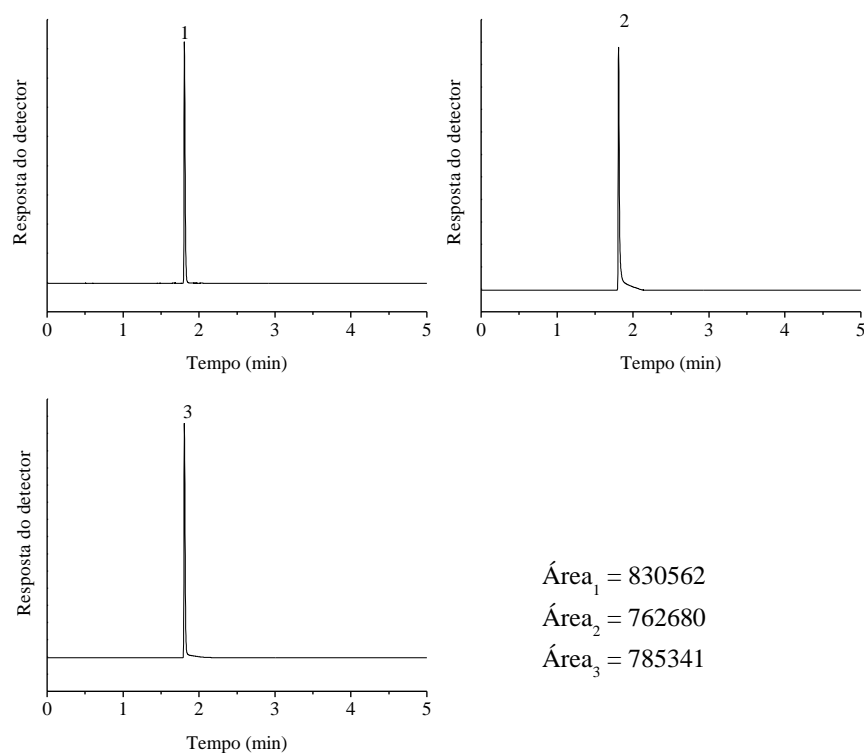 1
Resposta do detector
0 1 2 3 4 5
Tempo (min)
2
Resposta do detector
0 1 2 3 4 5
Tempo (min)
3
Resposta do detector
0 1 2 3 4 5
Tempo (min)
Área₁ = 830562
Área₂ = 762680
Área₃ = 785341